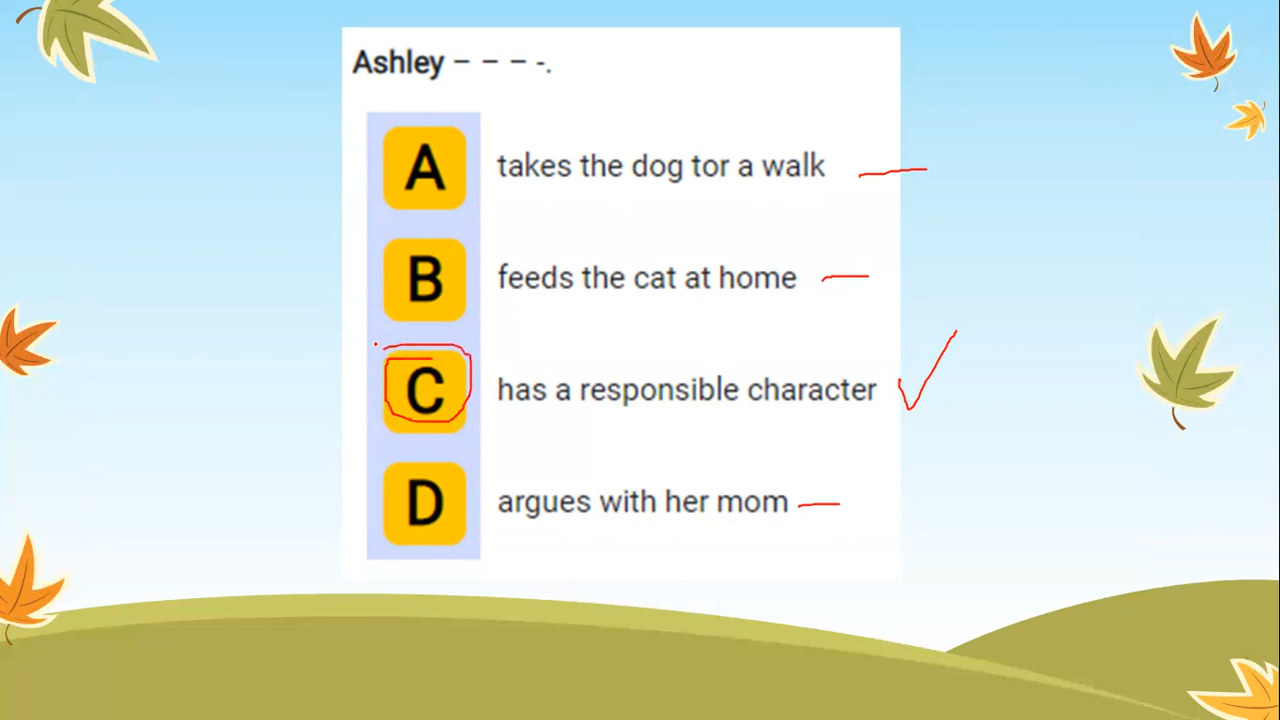 Ashley – – – -.
A takes the dog tor a walk
B feeds the cat at home
C has a responsible character
D argues with her mom